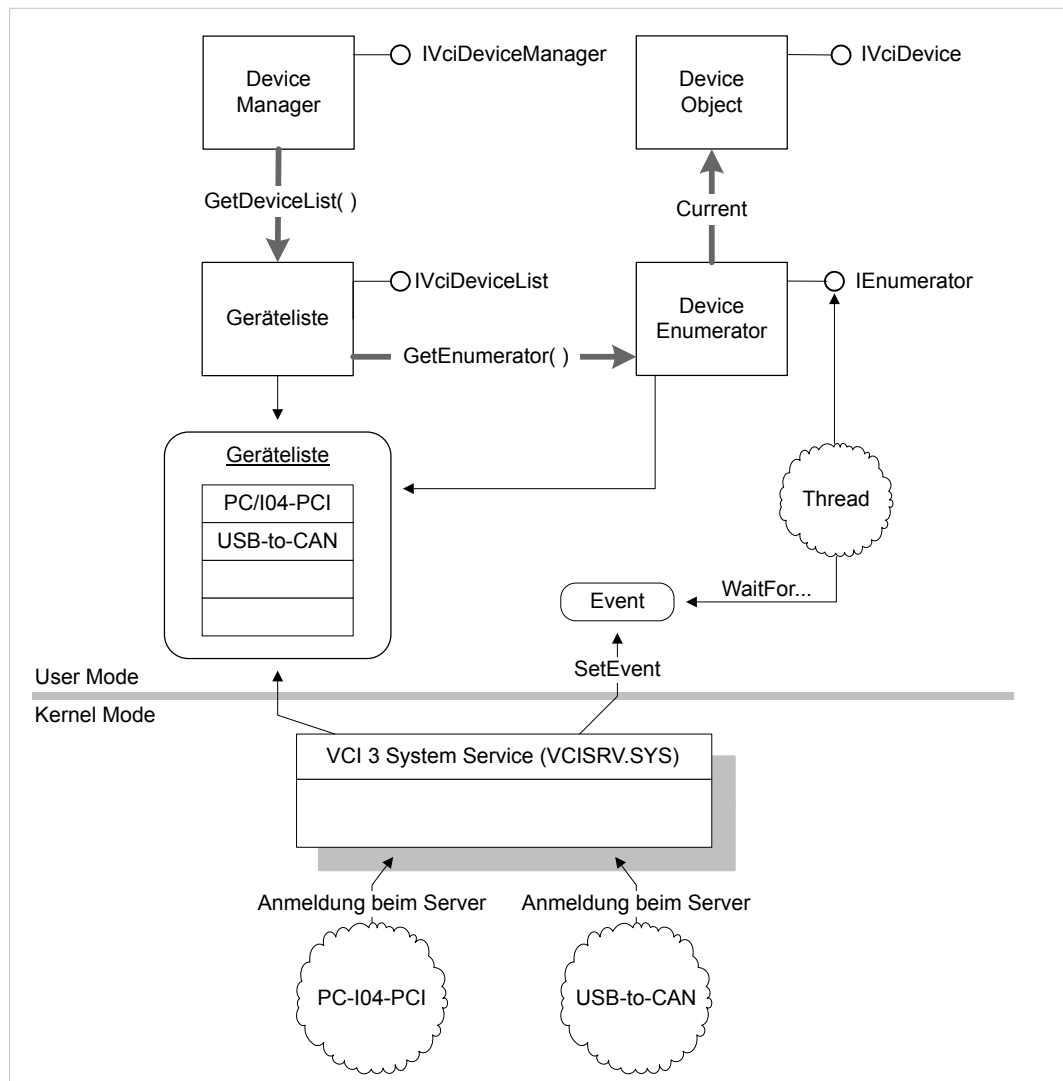 IVciDeviceManager
Device
Manager
IVciDevice
Device
Object
GetDeviceList( )
Current
IVciDeviceList
Geräteliste
IEnumerator
Device
Enumerator
GetEnumerator( )
Geräteliste
PC/I04-PCI
USB-to-CAN
Thread
Event
WaitFor...
SetEvent
User Mode
Kernel Mode
VCI 3 System Service (VCISRV.SYS)
Anmeldung beim Server
Anmeldung beim Server
PC-I04-PCI
USB-to-CAN